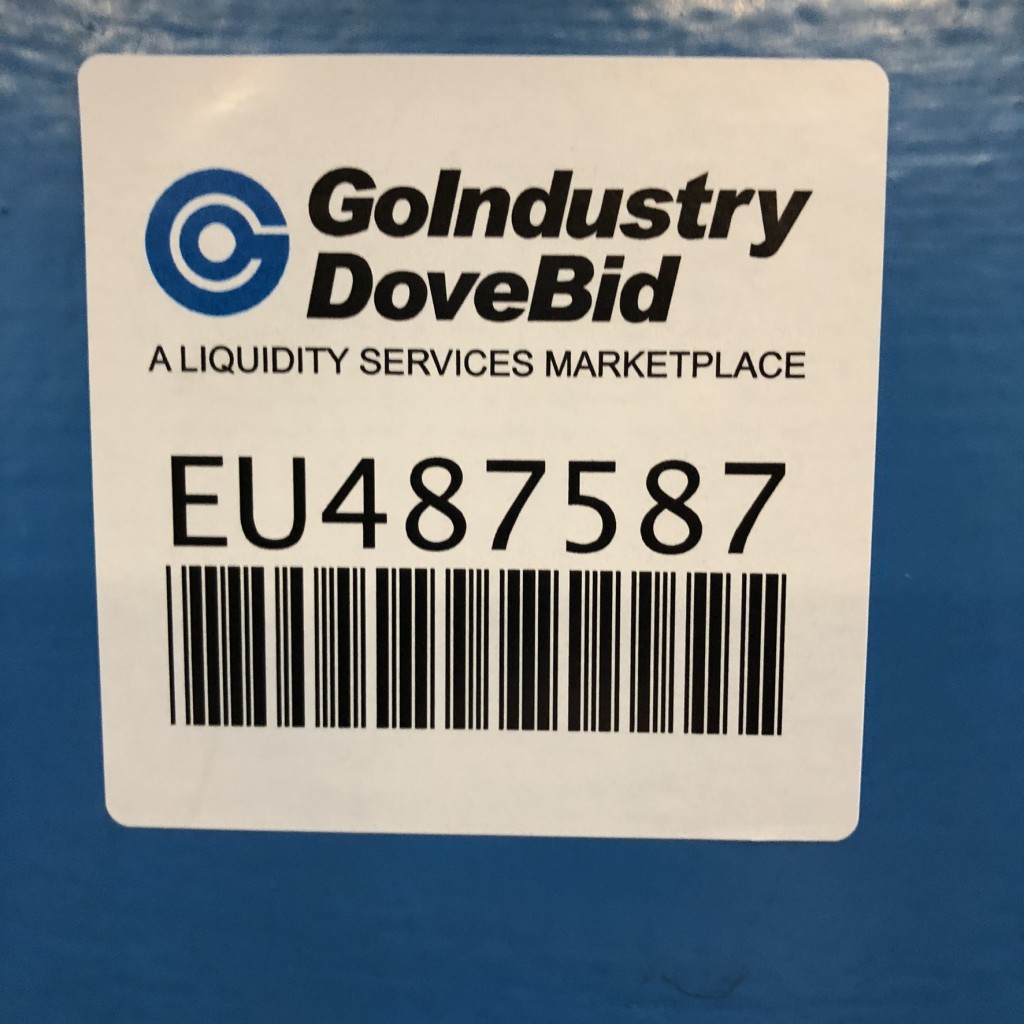 GoIndustry
DoveBid
A LIQUIDITY SERVICES MARKETPLACE
EU487587